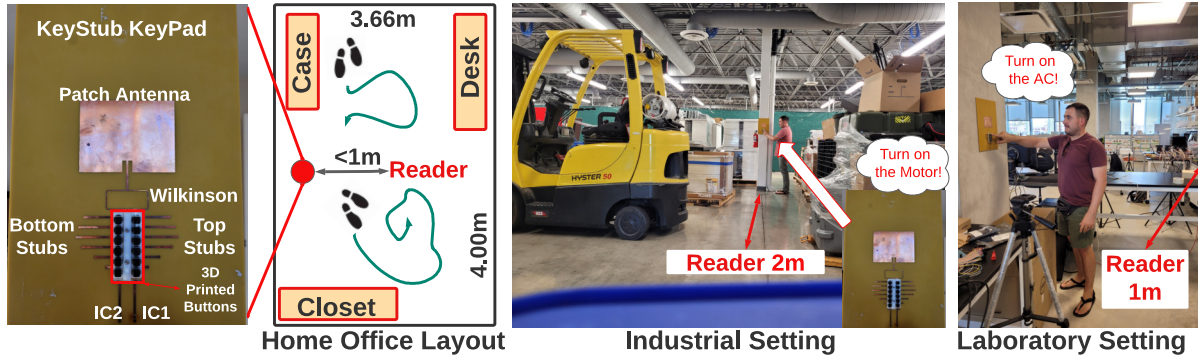 KeyStub KeyPad
Patch Antenna
Wilkinson
Bottom
Stubs
Top
Stubs
3D
Printed
Buttons
IC2
IC1
3.66m
Case
Desk
<1m
Reader
4.00m
Closet
Home Office Layout
HYSTER 50
Turn on
the Motor!
Reader 2m
Industrial Setting
Turn on
the AC!
Reader
1m
Laboratory Setting